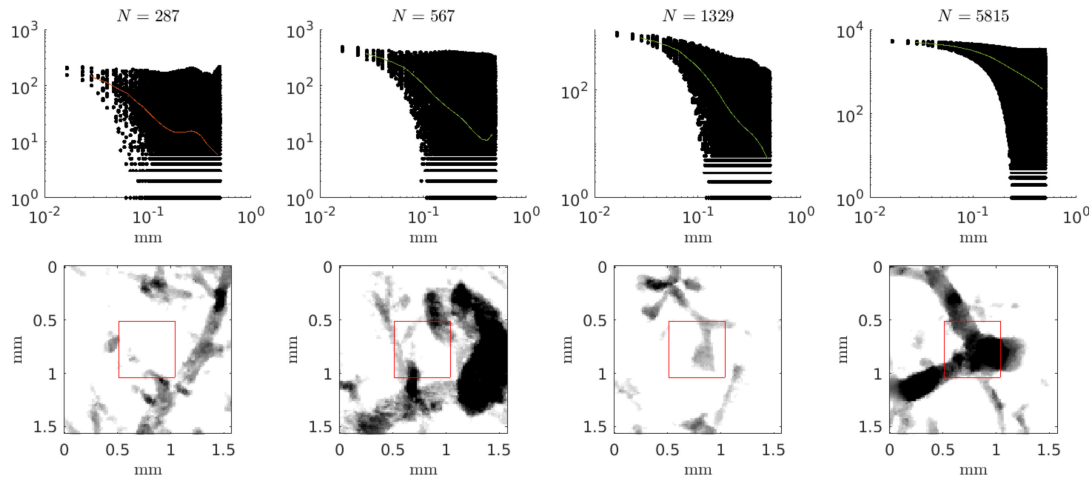 N = 287 N = 567 N = 1329 N = 5815
10^3 10^3 10^4
10^2 10^2 10^2 10^3
10^2
10^1 10^1 10^1
10^0 10^0 10^0 10^0
10^-2 10^-1 10^0 10^-2 10^-1 10^0 10^-2 10^-1 10^0 10^-2 10^-1 10^0
mm mm mm mm
0 0 0 0
0.5 0.5 0.5 0.5
mm mm mm mm
1 1 1 1
1.5 1.5 1.5 1.5
0 0.5 1 1.5 0 0.5 1 1.5 0 0.5 1 1.5 0 0.5 1 1.5
mm mm mm mm